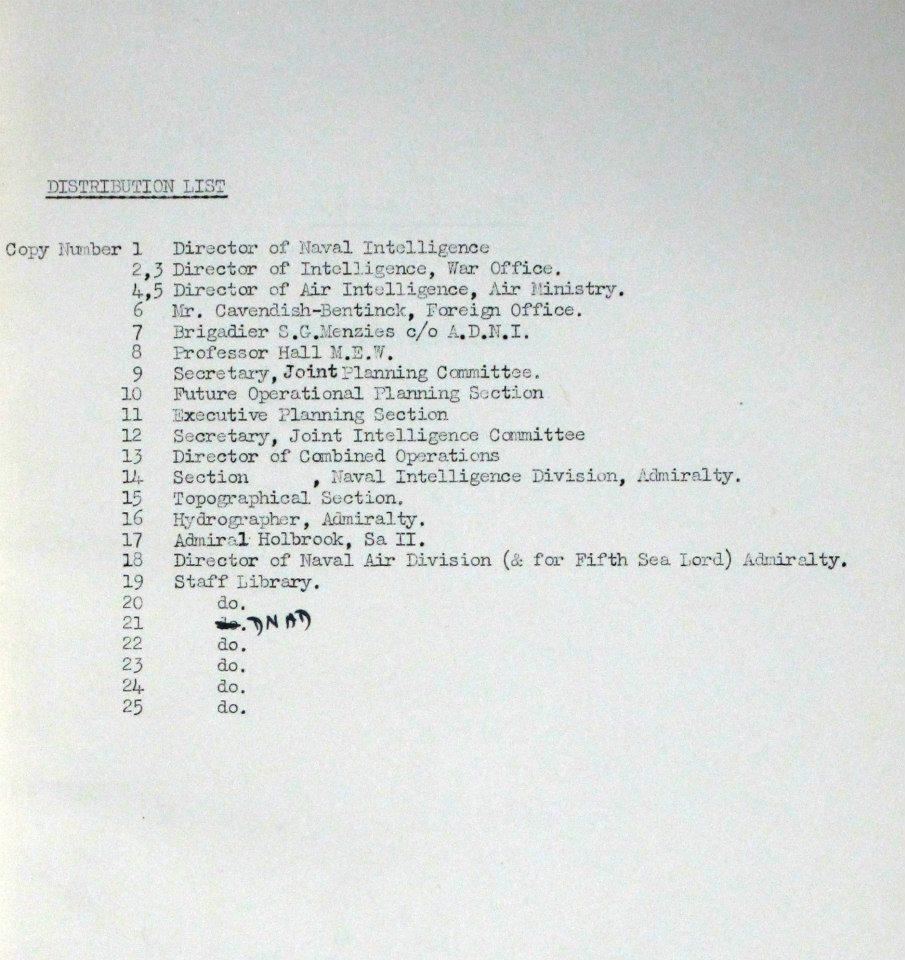 DISTRIBUTION LIST
Copy Number 1 Director of Naval Intelligence
2,3 Director of Intelligence, War Office.
4,5 Director of Air Intelligence, Air Ministry.
6 Mr. Cavendish-Bentinck, Foreign Office.
7 Brigadier S.G.Menzies c/o A.D.N.I.
8 Professor Hall M.E.W.
9 Secretary, Joint Planning Committee.
10 Future Operational Planning Section
11 Executive Planning Section
12 Secretary, Joint Intelligence Committee
13 Director of Combined Operations
14 Section , Naval Intelligence Division, Admiralty.
15 Topographical Section.
16 Hydrographer, Admiralty.
17 Admiral Holbrook, Sa II.
18 Director of Naval Air Division (& for Fifth Sea Lord) Admiralty.
19 Staff Library.
20 do.
21 do. DNAD
22 do.
23 do.
24 do.
25 do.